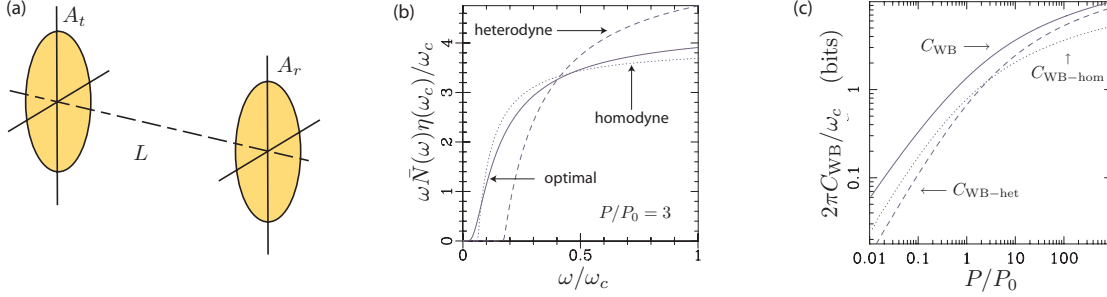 (a)
A_t
A_r
L
(b)
ωN̄(ω)η(ω_c)/ω_c
4
3
2
1
0
heterodyne
homodyne
optimal
P/P_0 = 3
0
0.5
1
ω/ω_c
(c)
2πC_WB/ω_c (bits)
1
0.1
C_WB
C_WB−hom
C_WB−het
0.01
0.1
1
10
100
P/P_0